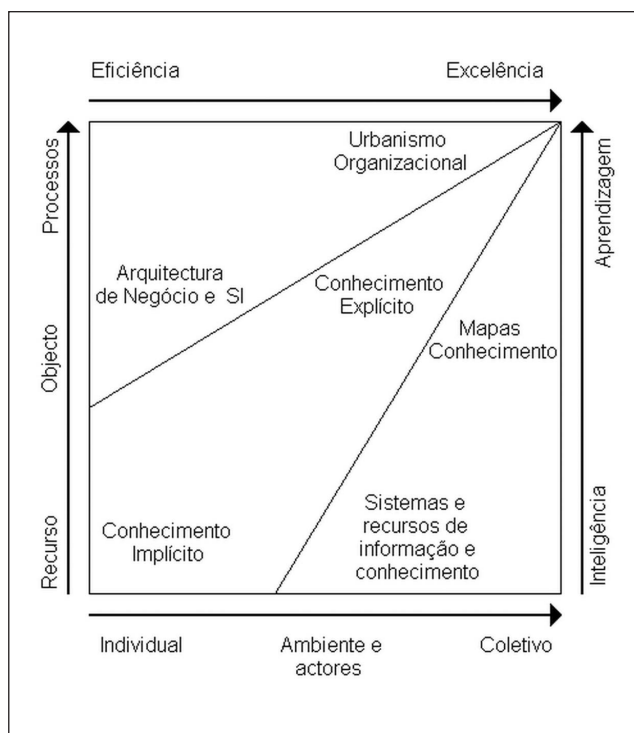 Eficiência
Excelência
Processos
Objecto
Recurso
Urbanismo
Organizacional
Arquitectura
de Negócio e SI
Conhecimento
Explícito
Mapas
Conhecimento
Conhecimento
Implícito
Sistemas e
recursos de
informação e
conhecimento
Aprendizagem
Inteligência
Individual
Ambiente e
actores
Coletivo